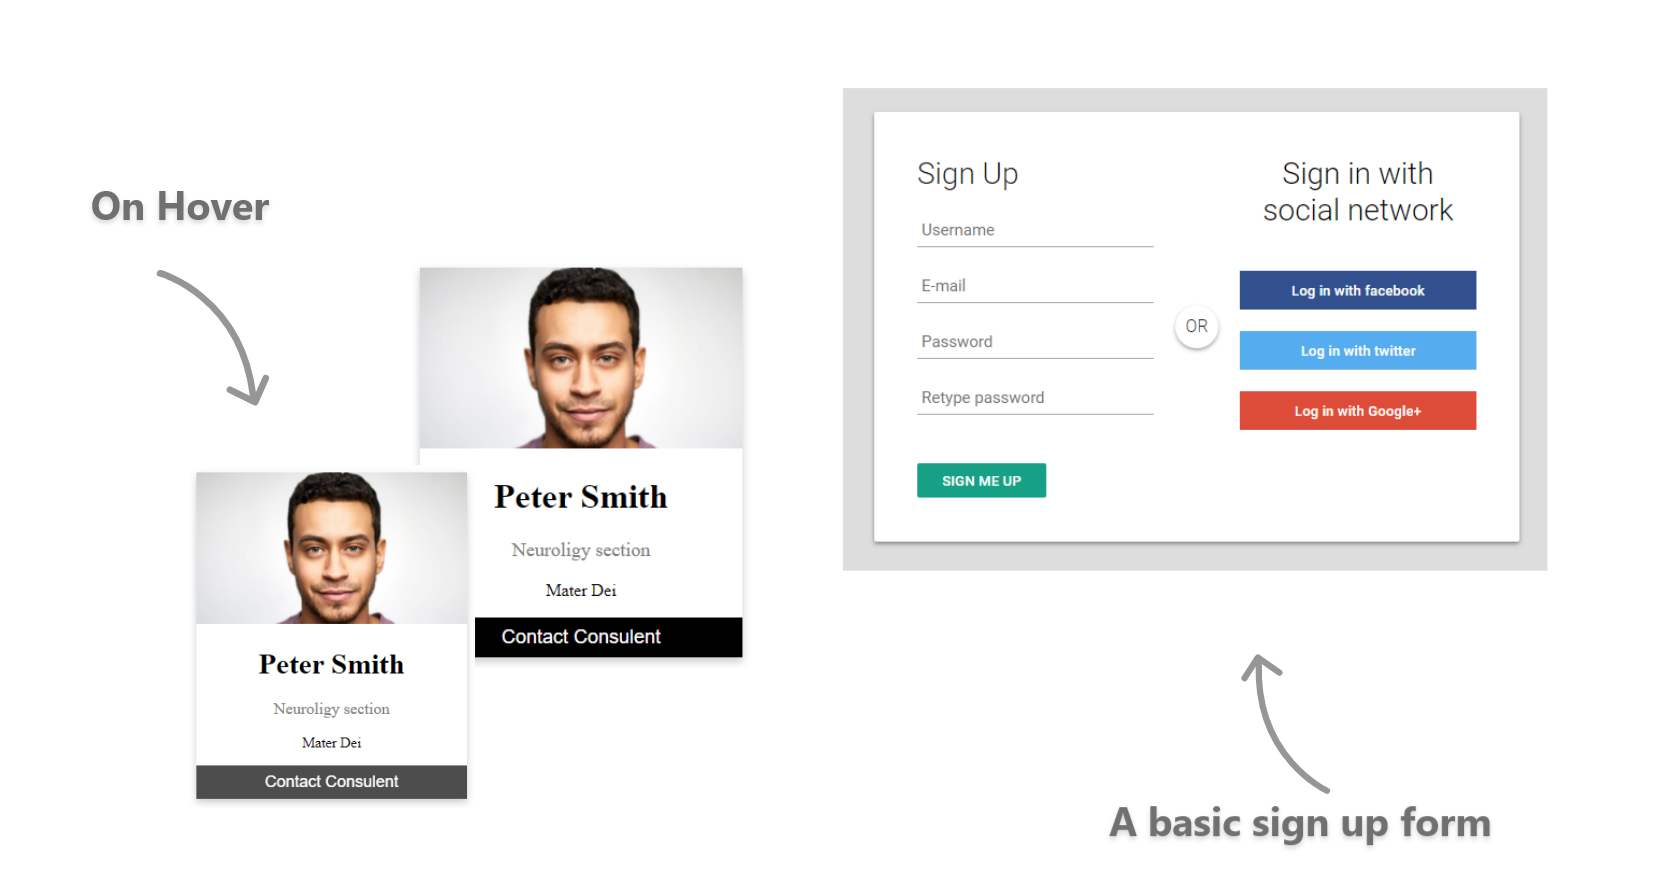 On Hover
Peter Smith
Neuroligy section
Mater Dei
Contact Consulent
Peter Smith
Neuroligy section
Mater Dei
Contact Consulent
Sign Up
Username
E-mail
Password
Retype password
SIGN ME UP
OR
Sign in with
social network
Log in with facebook
Log in with twitter
Log in with Google+
A basic sign up form